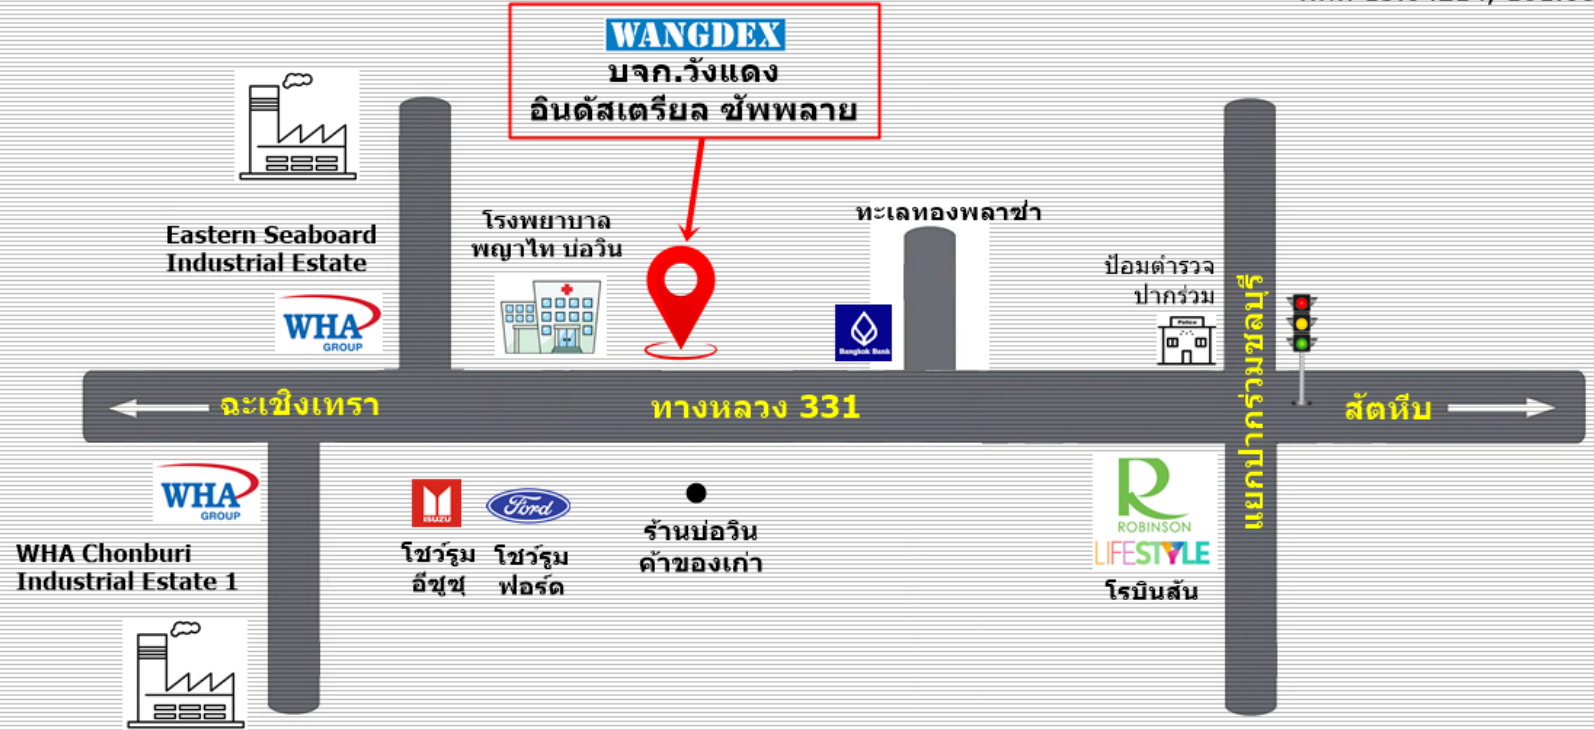 WANGDEX
บจก.วังแดง
อินดัสเตรียล ซัพพลาย
Eastern Seaboard
Industrial Estate
WHA
GROUP
โรงพยาบาล
พญาไท บ่อวิน
ทะเลทองพลาซ่า
Bangkok Bank
ป้อมตำรวจ
ปากร่วม
Police
แยกปากร่วมชลบุรี
ฉะเชิงเทรา
ทางหลวง 331
สัตหีบ
WHA
GROUP
WHA Chonburi
Industrial Estate 1
ISUZU
โชว์รูม
อีซูซุ
Ford
โชว์รูม
ฟอร์ด
ร้านบ่อวิน
ค้าของเก่า
R
ROBINSON
LIFESTYLE
โรบินสัน